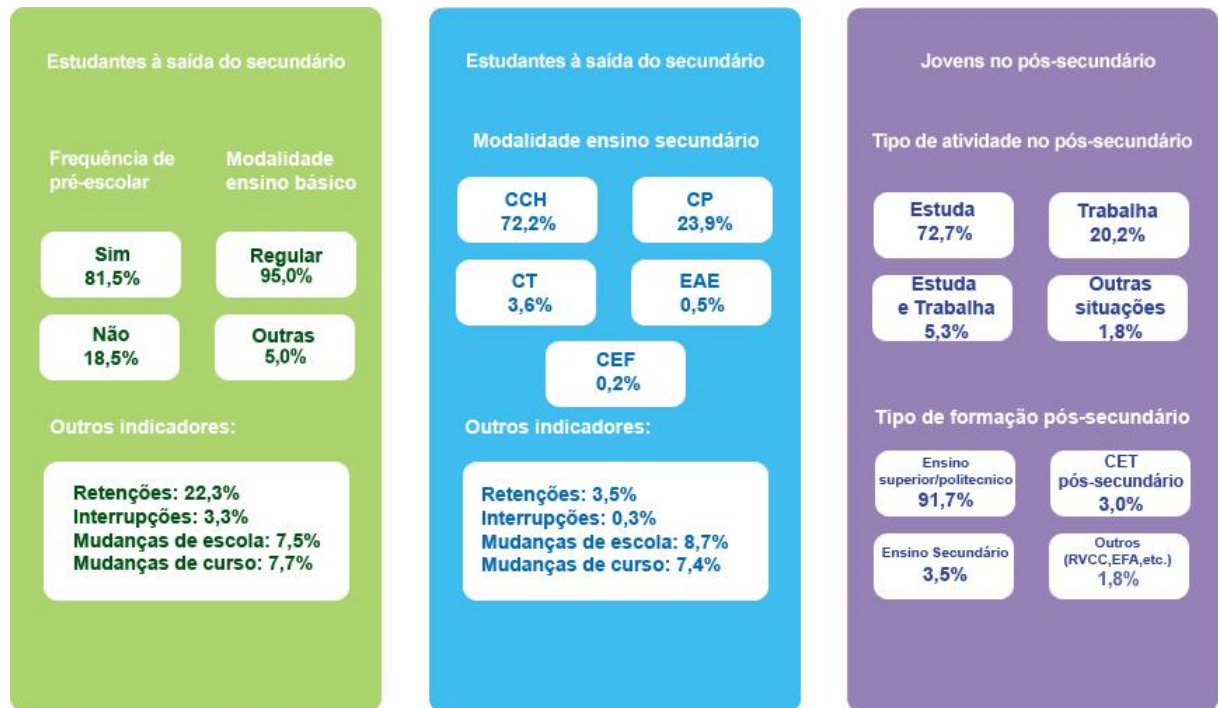 Estudantes à saída do secundário
Frequência de
pré-escolar
Modalidade
ensino básico
Sim
81,5%
Regular
95,0%
Não
18,5%
Outras
5,0%
Outros indicadores:
Retenções: 22,3%
Interrupções: 3,3%
Mudanças de escola: 7,5%
Mudanças de curso: 7,7%
Estudantes à saída do secundário
Modalidade ensino secundário
CCH
72,2%
CP
23,9%
CT
3,6%
EAE
0,5%
CEF
0,2%
Outros indicadores:
Retenções: 3,5%
Interrupções: 0,3%
Mudanças de escola: 8,7%
Mudanças de curso: 7,4%
Jovens no pós-secundário
Tipo de atividade no pós-secundário
Estuda
72,7%
Trabalha
20,2%
Estuda
e Trabalha
5,3%
Outras
situações
1,8%
Tipo de formação pós-secundário
Ensino
superior/politecnico
91,7%
CET
pós-secundário
3,0%
Ensino Secundário
3,5%
Outros
(RVCC,EFA,etc.)
1,8%